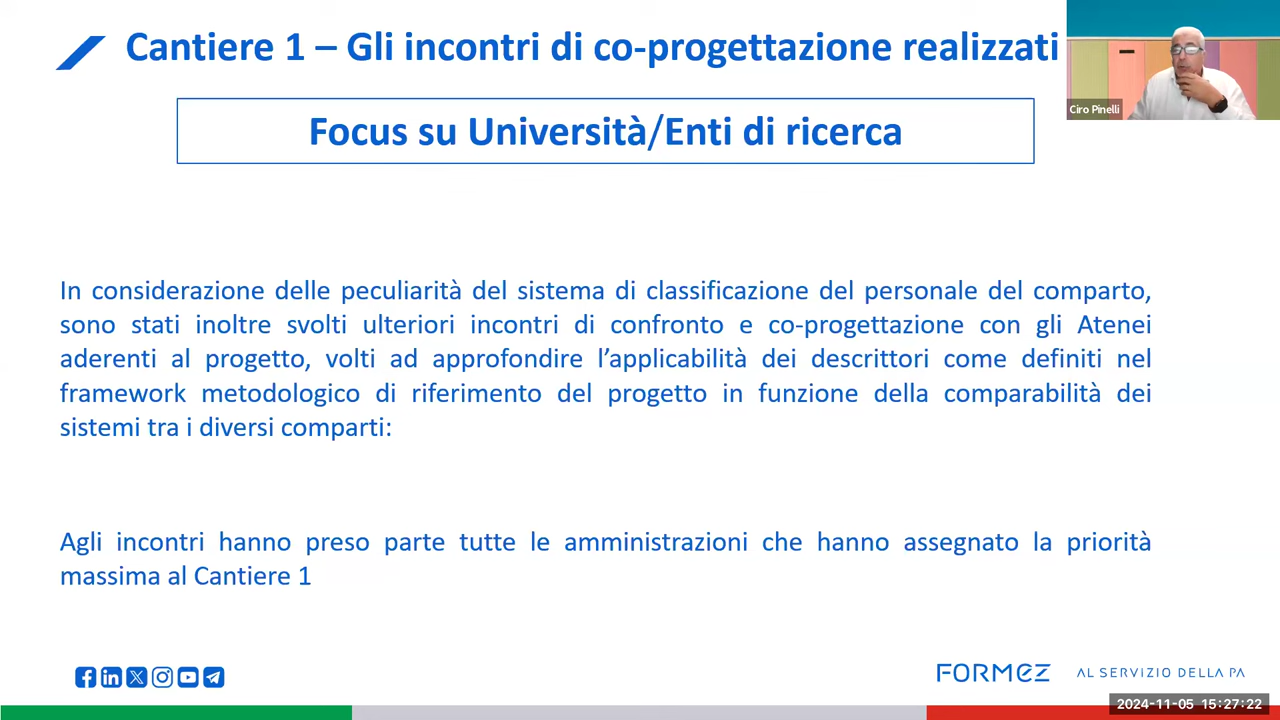 Cantiere 1 – Gli incontri di co-progettazione realizzati
Ciro Pinelli
Focus su Università/Enti di ricerca
In considerazione delle peculiarità del sistema di classificazione del personale del comparto,
sono stati inoltre svolti ulteriori incontri di confronto e co-progettazione con gli Atenei
aderenti al progetto, volti ad approfondire l’applicabilità dei descrittori come definiti nel
framework metodologico di riferimento del progetto in funzione della comparabilità dei
sistemi tra i diversi comparti:
Agli incontri hanno preso parte tutte le amministrazioni che hanno assegnato la priorità
massima al Cantiere 1
FORMEZ AL SERVIZIO DELLA PA
2024-11-05 15:27:22